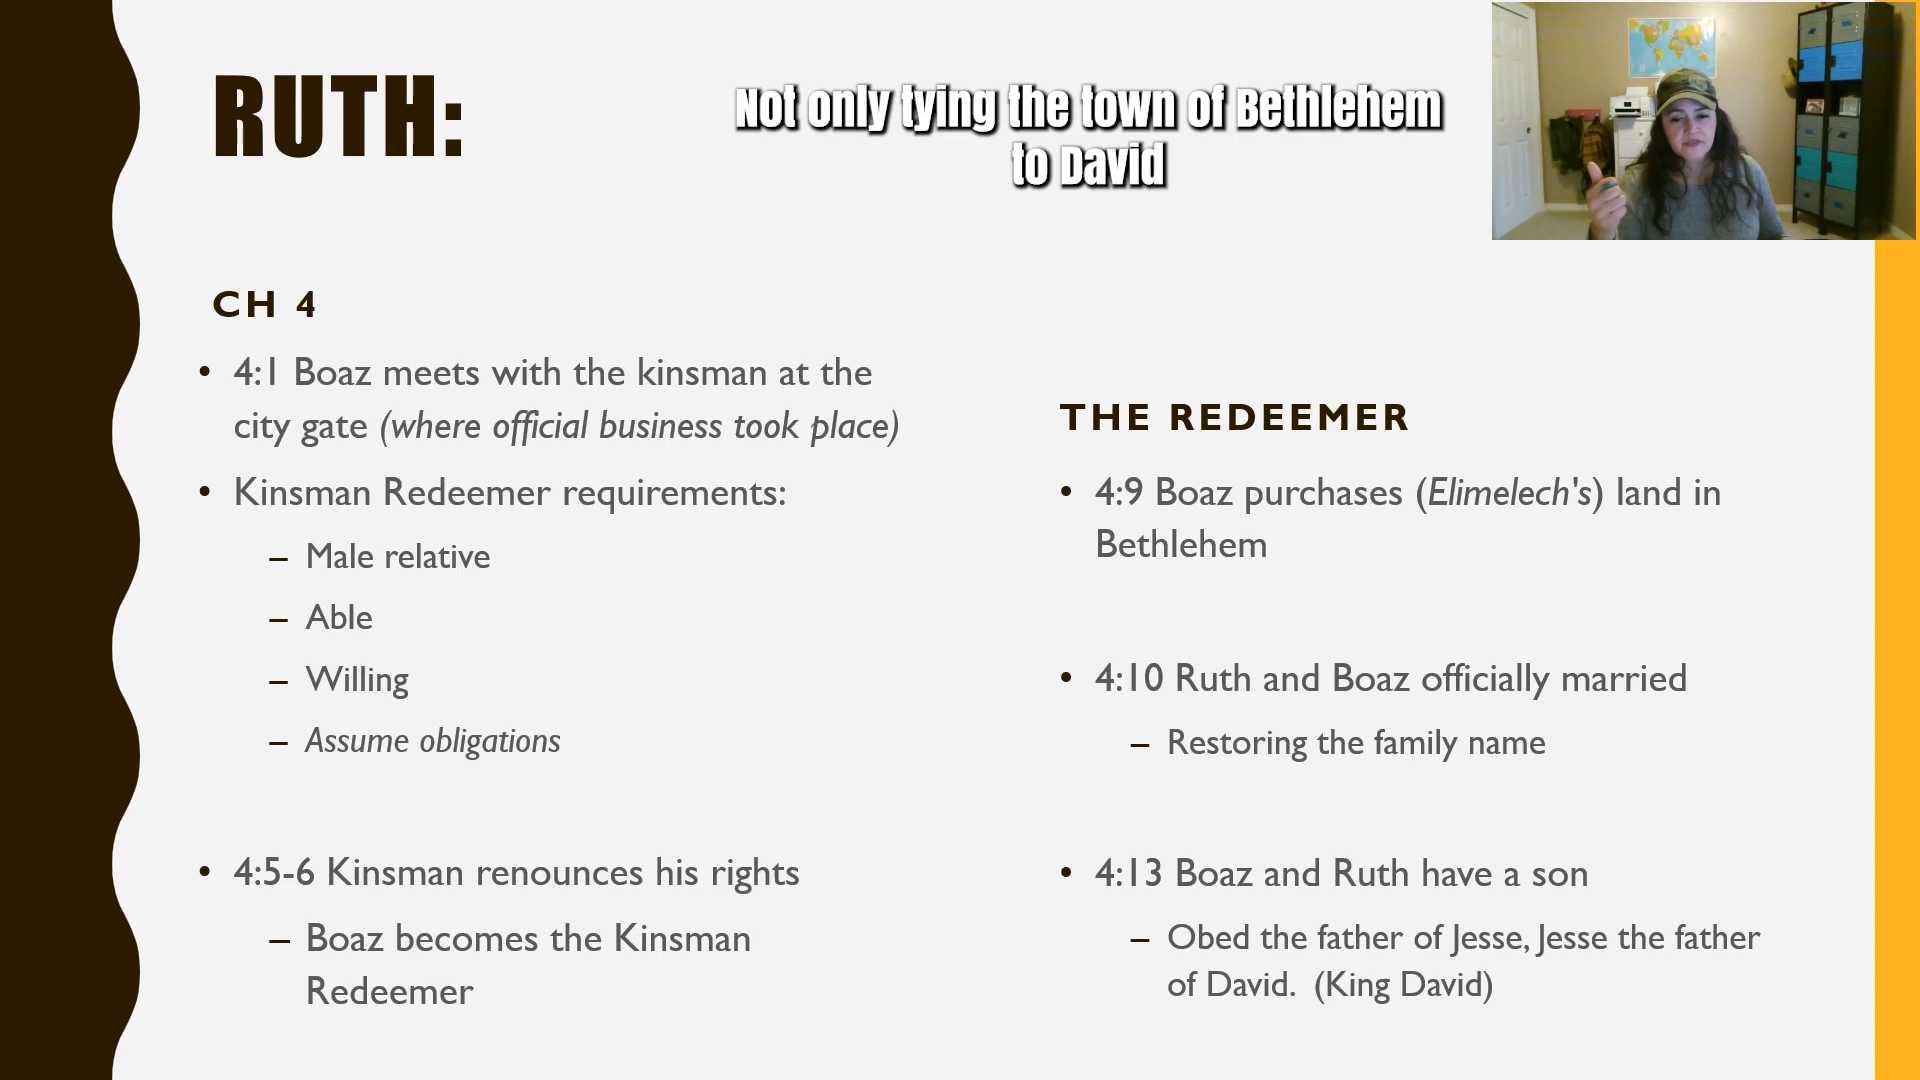 RUTH:
Not only tying the town of Bethlehem
to David
CH 4
• 4:1 Boaz meets with the kinsman at the
city gate (where official business took place)
• Kinsman Redeemer requirements:
– Male relative
– Able
– Willing
– Assume obligations
• 4:5-6 Kinsman renounces his rights
– Boaz becomes the Kinsman
Redeemer
THE REDEEMER
• 4:9 Boaz purchases (Elimelech's) land in
Bethlehem
• 4:10 Ruth and Boaz officially married
– Restoring the family name
• 4:13 Boaz and Ruth have a son
– Obed the father of Jesse, Jesse the father
of David.  (King David)